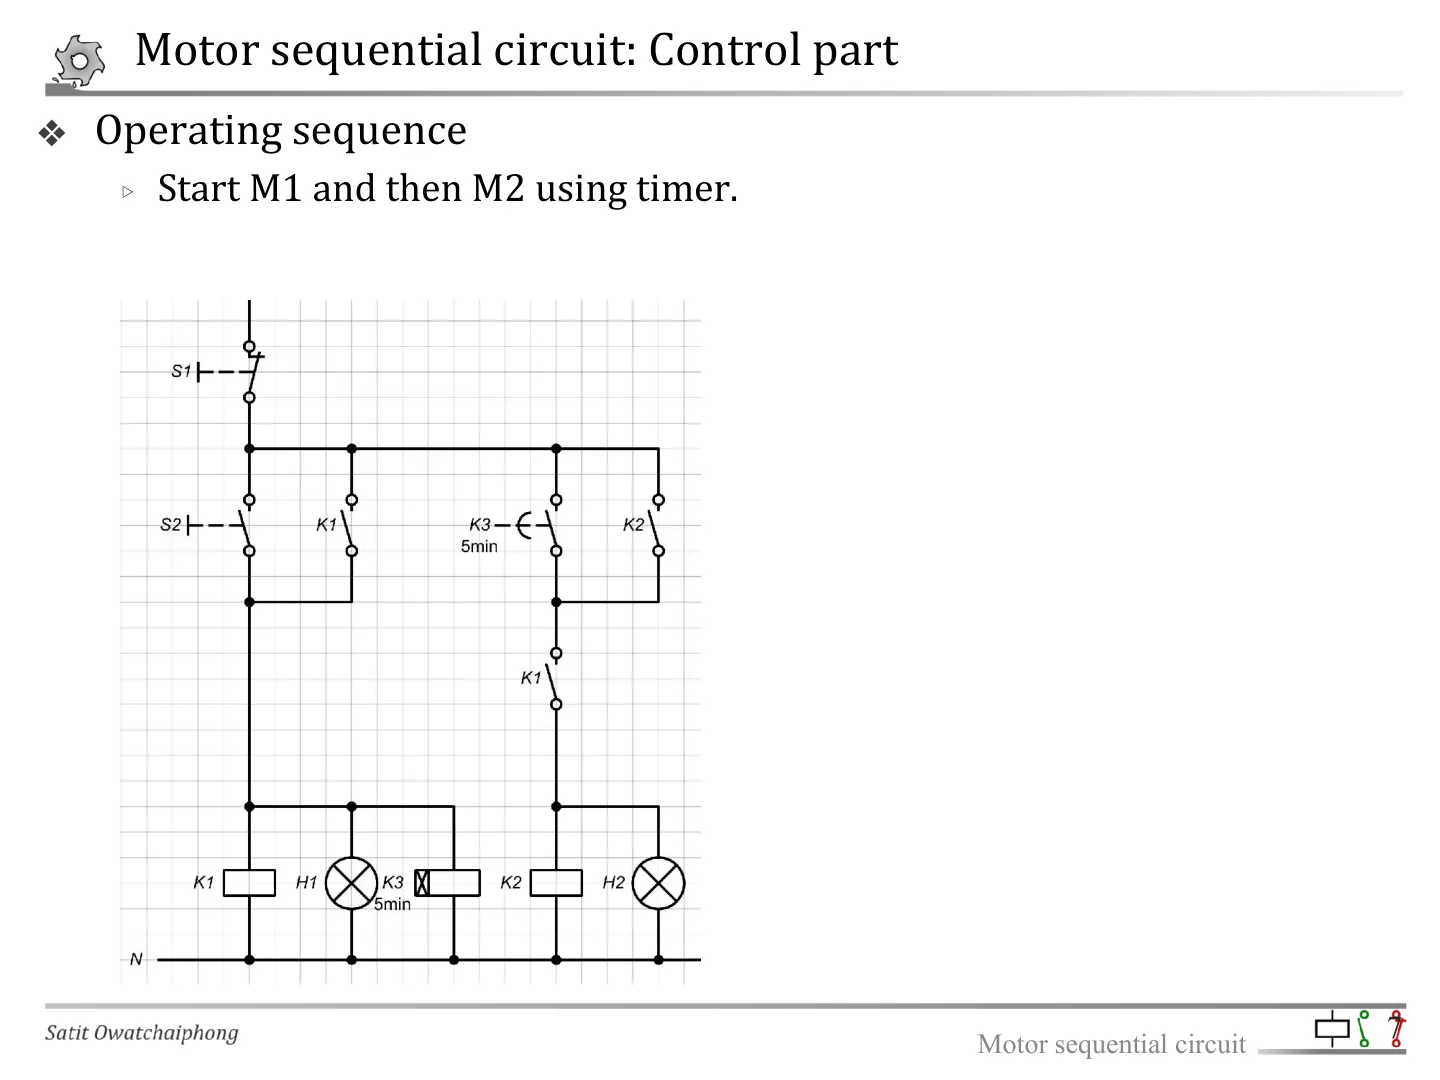 Motor sequential circuit: Control part
Operating sequence
Start M1 and then M2 using timer.
S1
S2 K1 K3 K2
5min
K1
K1 H1 K3 K2 H2
5min
N
Satit Owatchaiphong
Motor sequential circuit
7